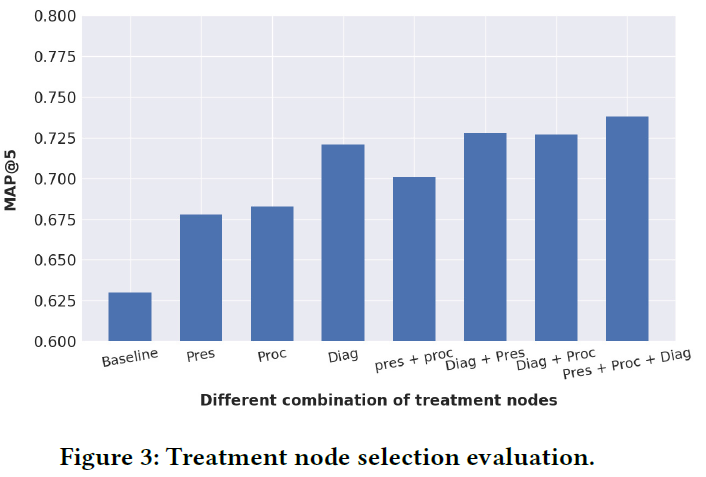 0.800
0.775
0.750
0.725
0.700
0.675
0.650
0.625
0.600
MAP@5
Baseline
Pres
Proc
Diag
pres + proc
Diag + Pres
Diag + Proc
Pres + Proc + Diag
Different combination of treatment nodes
Figure 3: Treatment node selection evaluation.